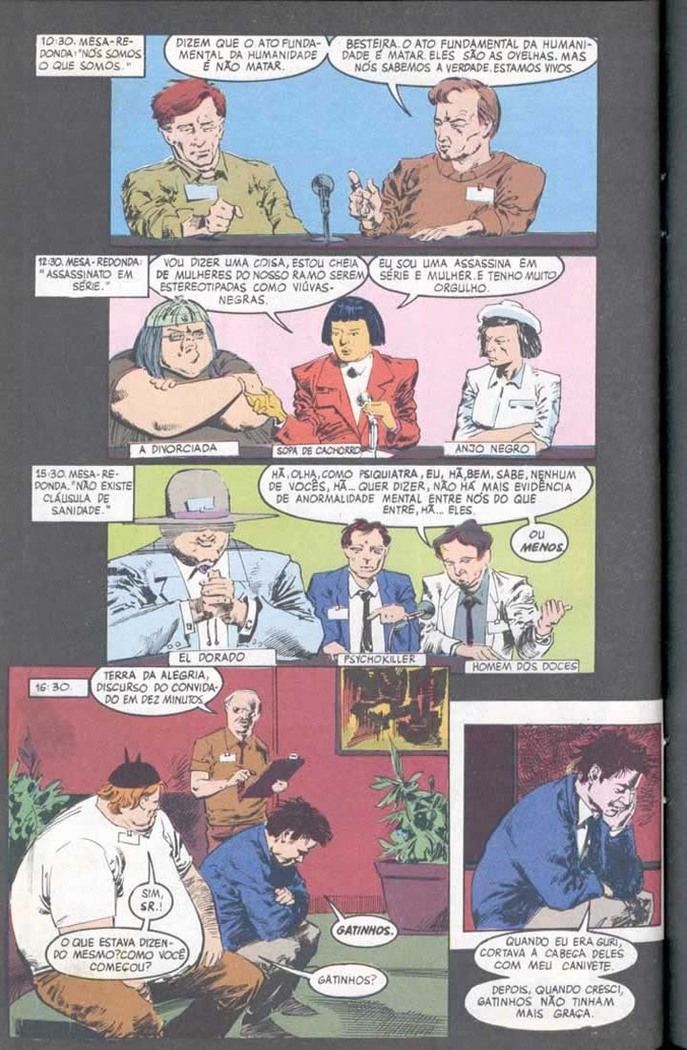 10:30. MESA-RE-
DONDA: "NÓS SOMOS
O QUE SOMOS."
DIZEM QUE O ATO FUNDA-
MENTAL DA HUMANIDADE
É NÃO MATAR.
BESTEIRA. O ATO FUNDAMENTAL DA HUMANI-
DADE É MATAR. ELES SÃO AS OVELHAS. MAS
NÓS SABEMOS A VERDADE. ESTAMOS VIVOS.
12:30. MESA-REDONDA:
"ASSASSINATO EM
SÉRIE."
VOU DIZER UMA COISA, ESTOU CHEIA
DE MULHERES DO NOSSO RAMO SEREM
ESTEREOTIPADAS COMO VIÚVAS-
NEGRAS.
EU SOU UMA ASSASSINA EM
SÉRIE E MULHER. E TENHO MUITO
ORGULHO.
A DIVORCIADA
SOPA DE CACHORRO
ANJO NEGRO
15:30. MESA-RE-
DONDA. "NÃO EXISTE
CLÁUSULA DE
SANIDADE."
HÃ, OLHA, COMO PSIQUIATRA, EU, HÃ, BEM, SABE, NENHUM
DE VOCÊS, HÃ... QUER DIZER, NÃO HÁ MAIS EVIDÊNCIA
DE ANORMALIDADE MENTAL ENTRE NÓS DO QUE
ENTRE, HÃ... ELES.
OU
MENOS.
EL DORADO
PSYCHOKILLER
HOMEM DOS DOCES
16:30.
TERRA DA ALEGRIA,
DISCURSO DO CONVIDA-
DO EM DEZ MINUTOS.
SIM,
SR.!
O QUE ESTAVA DIZEN-
DO MESMO? COMO VOCÊ
COMEÇOU?
GATINHOS.
GATINHOS?
QUANDO EU ERA GURI,
CORTAVA A CABEÇA DELES
COM MEU CANIVETE.
DEPOIS, QUANDO CRESCI,
GATINHOS NÃO TINHAM
MAIS GRAÇA.